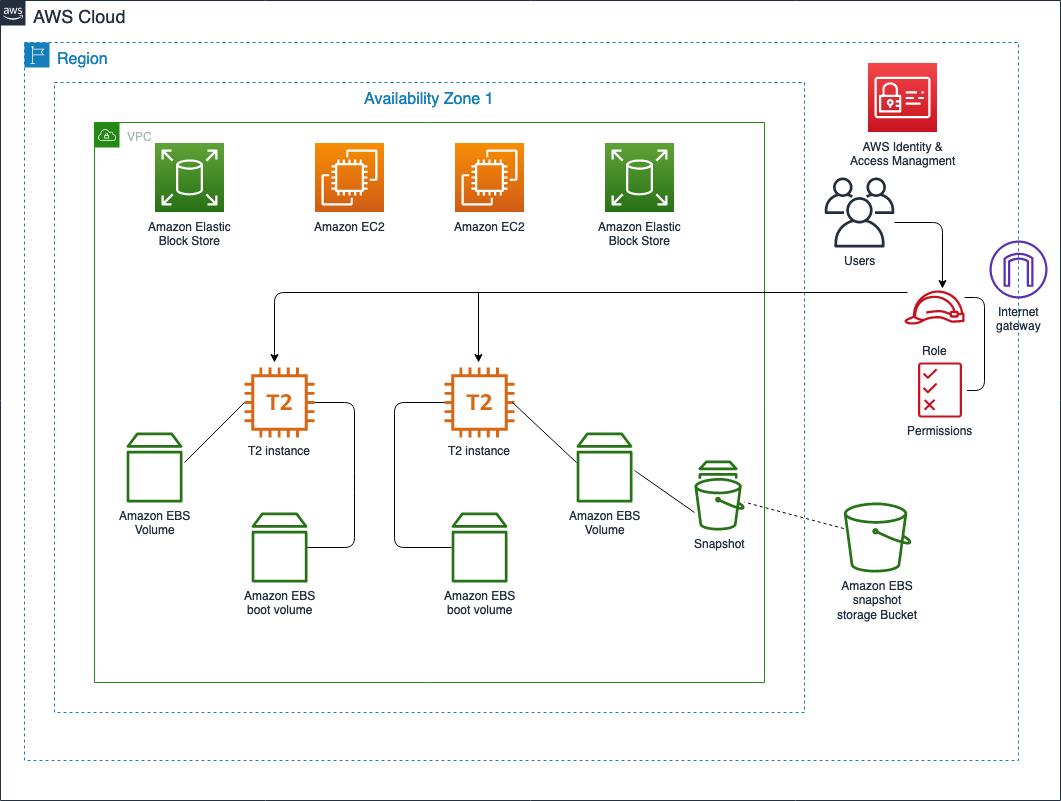 aws
AWS Cloud
Region
Availability Zone 1
VPC
Amazon Elastic
Block Store
Amazon EC2
Amazon EC2
Amazon Elastic
Block Store
AWS Identity &
Access Managment
Users
Internet
gateway
Role
Permissions
T2
T2 instance
T2
T2 instance
Amazon EBS
Volume
Amazon EBS
boot volume
Amazon EBS
boot volume
Amazon EBS
Volume
Snapshot
Amazon EBS
snapshot
storage Bucket